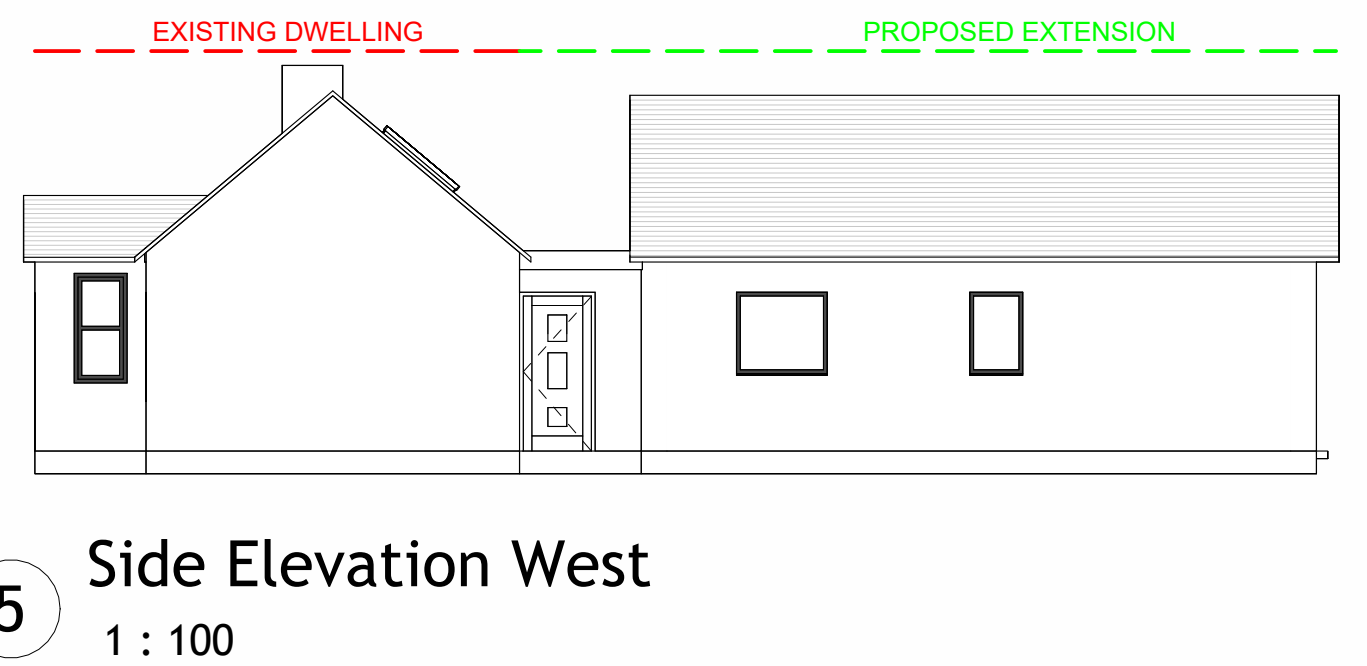 EXISTING DWELLING
PROPOSED EXTENSION
Side Elevation West
5
1 : 100